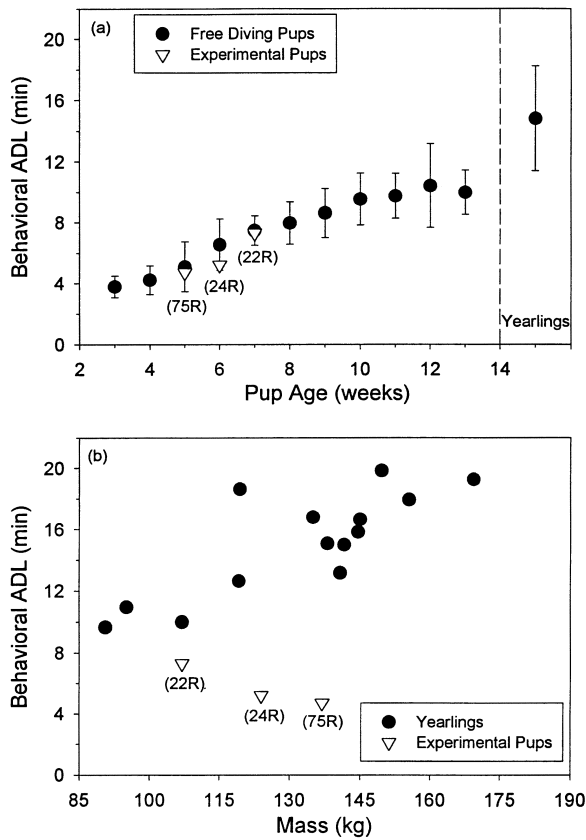 (a)
Free Diving Pups
Experimental Pups
Behavioral ADL (min)
20
16
12
8
4
0
(75R)
(24R)
(22R)
Yearlings
2 4 6 8 10 12 14
Pup Age (weeks)
(b)
Behavioral ADL (min)
20
16
12
8
4
0
(22R)
(24R)
(75R)
Yearlings
Experimental Pups
85 100 115 130 145 160 175 190
Mass (kg)